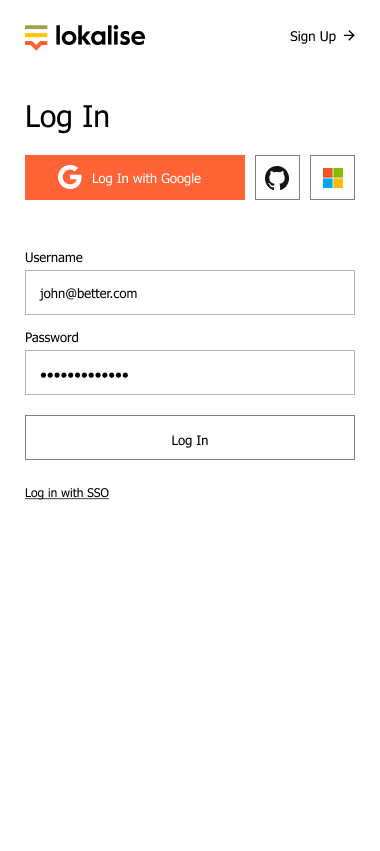 lokalise
Sign Up →
Log In
Log In with Google
Username
john@better.com
Password
•••••••••••••
Log In
Log in with SSO